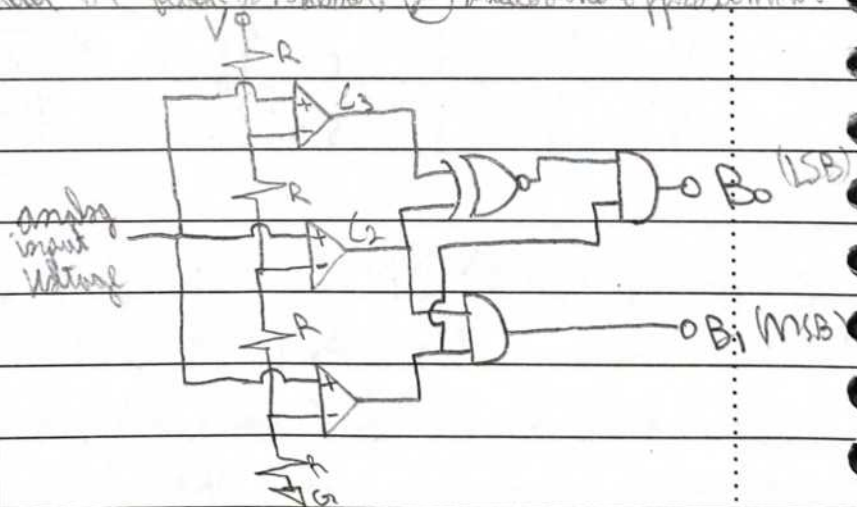 V
R
C3
(LSB)
B0
R
analog
input
Voltage
C2
R
B1 (MSB)
R
G
+
-
+
-
+
-